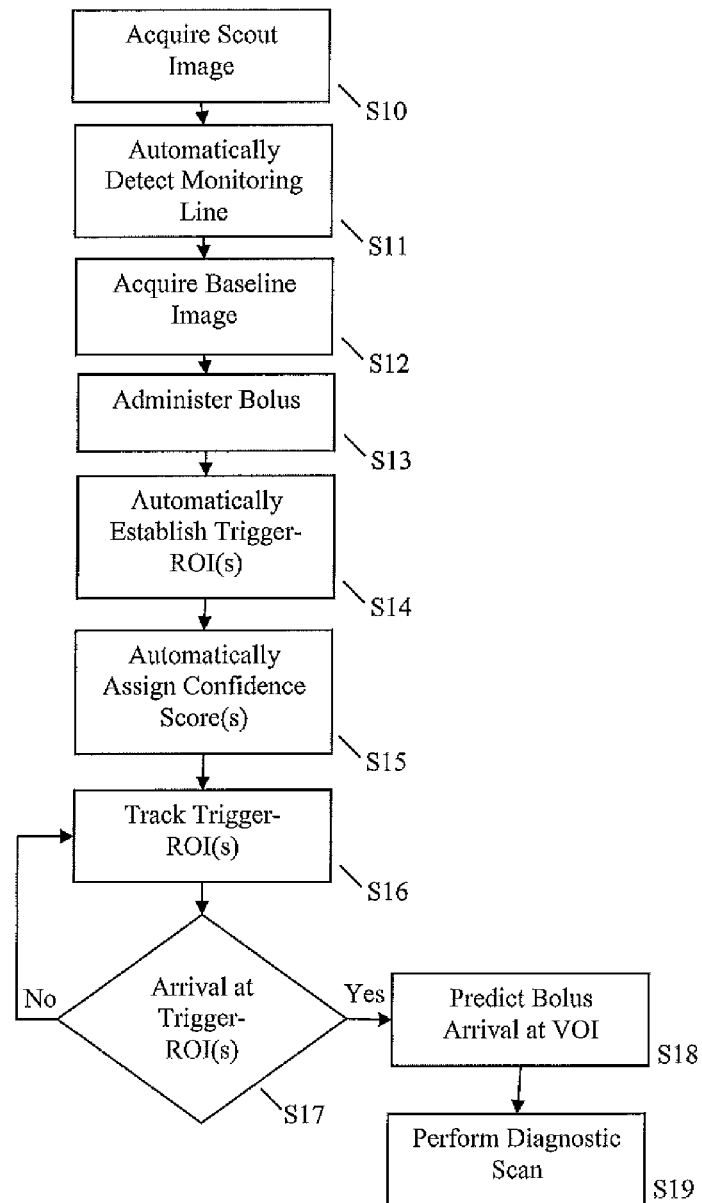 Acquire Scout
Image
S10
Automatically
Detect Monitoring
Line
S11
Acquire Baseline
Image
S12
Administer Bolus
S13
Automatically
Establish Trigger-
ROI(s)
S14
Automatically
Assign Confidence
Score(s)
S15
Track Trigger-
ROI(s)
S16
No
Arrival at
Trigger-
ROI(s)
Yes
S17
Predict Bolus
Arrival at VOI
S18
Perform Diagnostic
Scan
S19